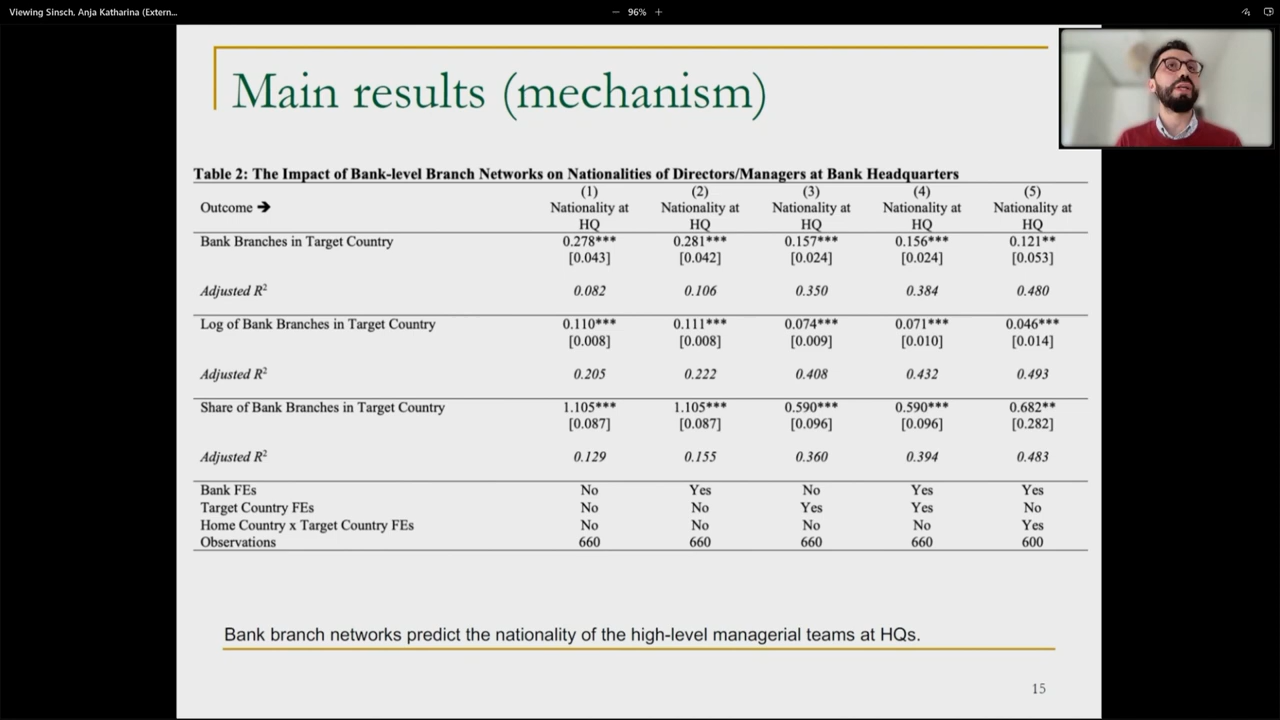 Viewing Sinsch, Anja Katharina (Extern...
− 96% +
Main results (mechanism)
Table 2: The Impact of Bank-level Branch Networks on Nationalities of Directors/Managers at Bank Headquarters
(1) (2) (3) (4) (5)
Outcome ➔ Nationality at Nationality at Nationality at Nationality at Nationality at
HQ HQ HQ HQ HQ
Bank Branches in Target Country 0.278*** 0.281*** 0.157*** 0.156*** 0.121**
[0.043] [0.042] [0.024] [0.024] [0.053]
Adjusted R² 0.082 0.106 0.350 0.384 0.480
Log of Bank Branches in Target Country 0.110*** 0.111*** 0.074*** 0.071*** 0.046***
[0.008] [0.008] [0.009] [0.010] [0.014]
Adjusted R² 0.205 0.222 0.408 0.432 0.493
Share of Bank Branches in Target Country 1.105*** 1.105*** 0.590*** 0.590*** 0.682**
[0.087] [0.087] [0.096] [0.096] [0.282]
Adjusted R² 0.129 0.155 0.360 0.394 0.483
Bank FEs No Yes No Yes Yes
Target Country FEs No No Yes Yes No
Home Country x Target Country FEs No No No No Yes
Observations 660 660 660 660 600
Bank branch networks predict the nationality of the high-level managerial teams at HQs.
15